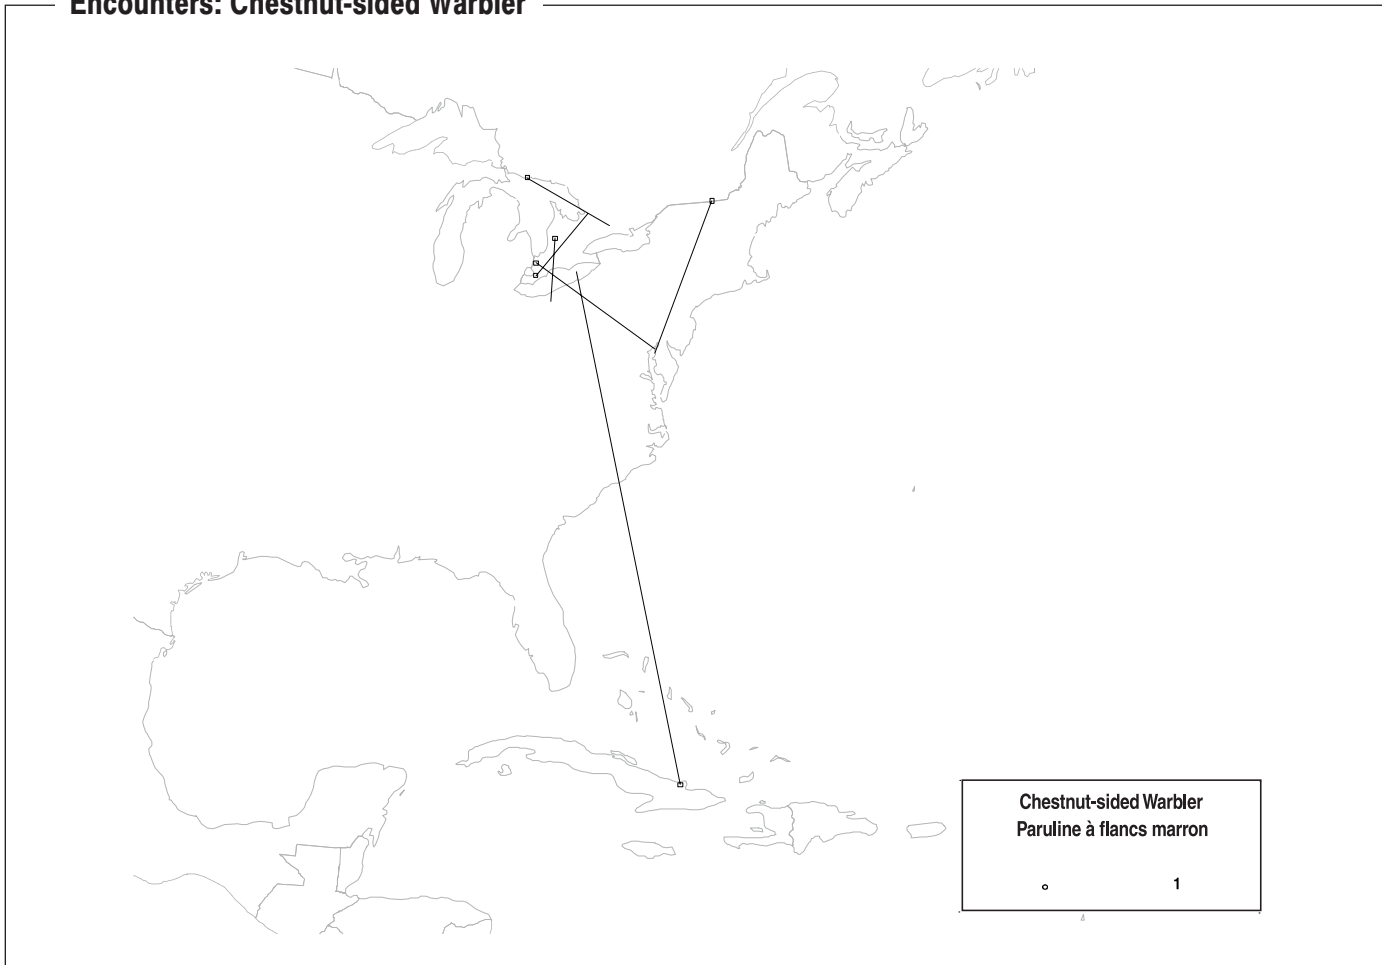 Encounters: Chestnut-sided Warbler
Chestnut-sided Warbler
Paruline à flancs marron
1